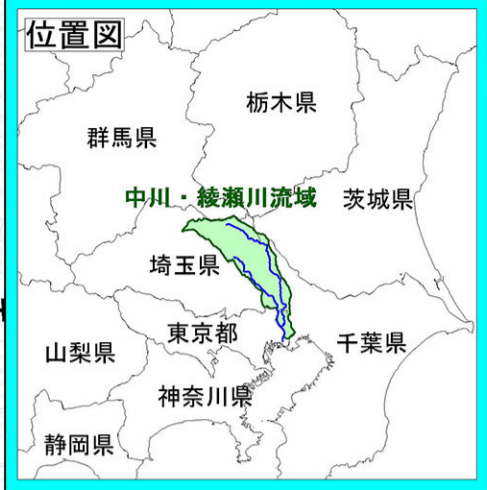 位置図
栃木県
群馬県
中川・綾瀬川流域
茨城県
埼玉県
東京都
千葉県
山梨県
神奈川県
静岡県